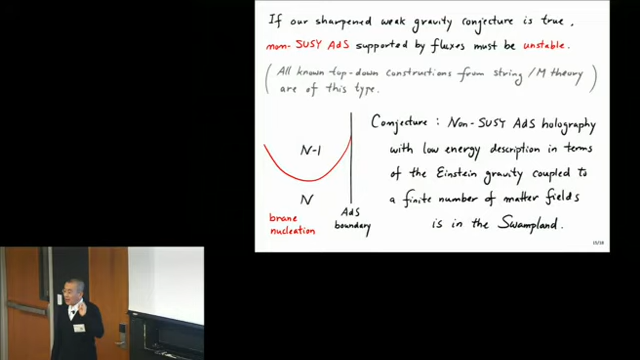 If our sharpened weak gravity conjecture is true,
non-SUSY AdS supported by fluxes must be unstable.
( All known top-down constructions from string / M theory
are of this type. )
Conjecture : Non-SUSY AdS holography
with low energy description in terms
of the Einstein gravity coupled to
a finite number of matter fields
is in the Swampland.
N-1
N
brane
nucleation
AdS
boundary
15/18